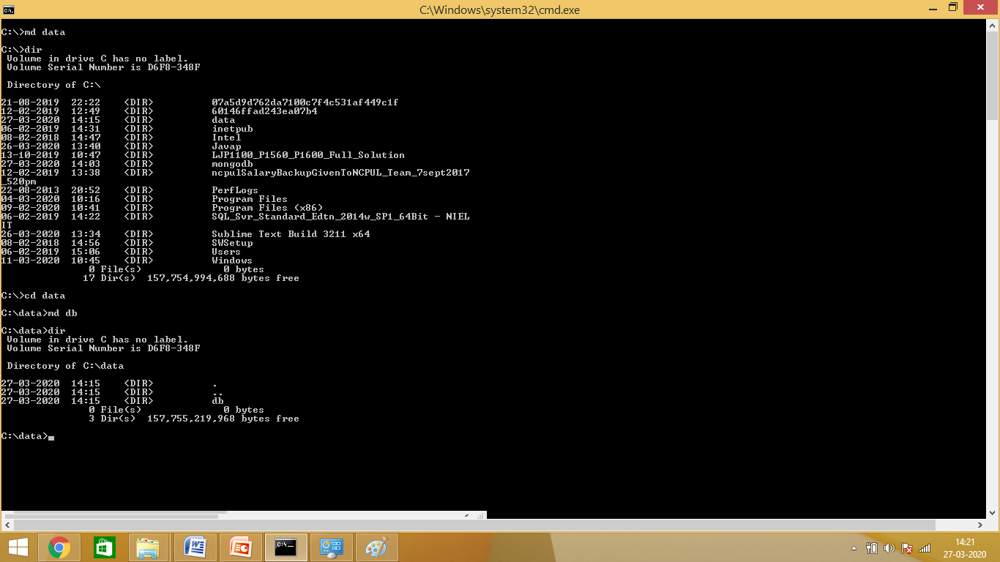 C:\Windows\system32\cmd.exe
C:\>md data
C:\>dir
 Volume in drive C has no label.
 Volume Serial Number is D6F8-348F
 Directory of C:\
21-08-2019  22:22    <DIR>          07a5d9d762da7100c7f4c531af449c1f
12-02-2019  12:49    <DIR>          60146ffad243ea07b4
27-03-2020  14:15    <DIR>          data
06-02-2019  14:31    <DIR>          inetpub
08-02-2018  14:47    <DIR>          Intel
26-03-2020  13:40    <DIR>          Javap
13-10-2019  10:47    <DIR>          LJP1100_P1560_P1600_Full_Solution
27-03-2020  14:03    <DIR>          mongodb
12-02-2019  13:38    <DIR>          ncpulSalaryBackupGivenToNCPUL_Team_7sept2017
_520pm
22-08-2013  20:52    <DIR>          PerfLogs
04-03-2020  10:16    <DIR>          Program Files
09-02-2020  10:41    <DIR>          Program Files (x86)
06-02-2019  14:22    <DIR>          SQL_Svr_Standard_Edtn_2014w_SP1_64Bit - NIEL
IT
26-03-2020  13:34    <DIR>          Sublime Text Build 3211 x64
08-02-2018  14:56    <DIR>          SWSetup
06-02-2019  15:06    <DIR>          Users
11-03-2020  10:45    <DIR>          Windows
               0 File(s)              0 bytes
              17 Dir(s)  157,754,994,688 bytes free
C:\>cd data
C:\data>md db
C:\data>dir
 Volume in drive C has no label.
 Volume Serial Number is D6F8-348F
 Directory of C:\data
27-03-2020  14:15    <DIR>          .
27-03-2020  14:15    <DIR>          ..
27-03-2020  14:15    <DIR>          db
               0 File(s)              0 bytes
               3 Dir(s)  157,755,219,968 bytes free
C:\data>
14:21
27-03-2020